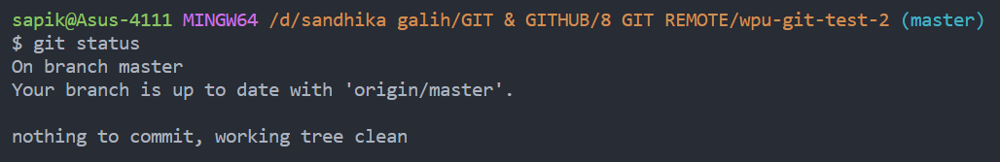 sapik@Asus-4111 MINGW64 /d/sandhika galih/GIT & GITHUB/8 GIT REMOTE/wpu-git-test-2 (master)
$ git status
On branch master
Your branch is up to date with 'origin/master'.
nothing to commit, working tree clean